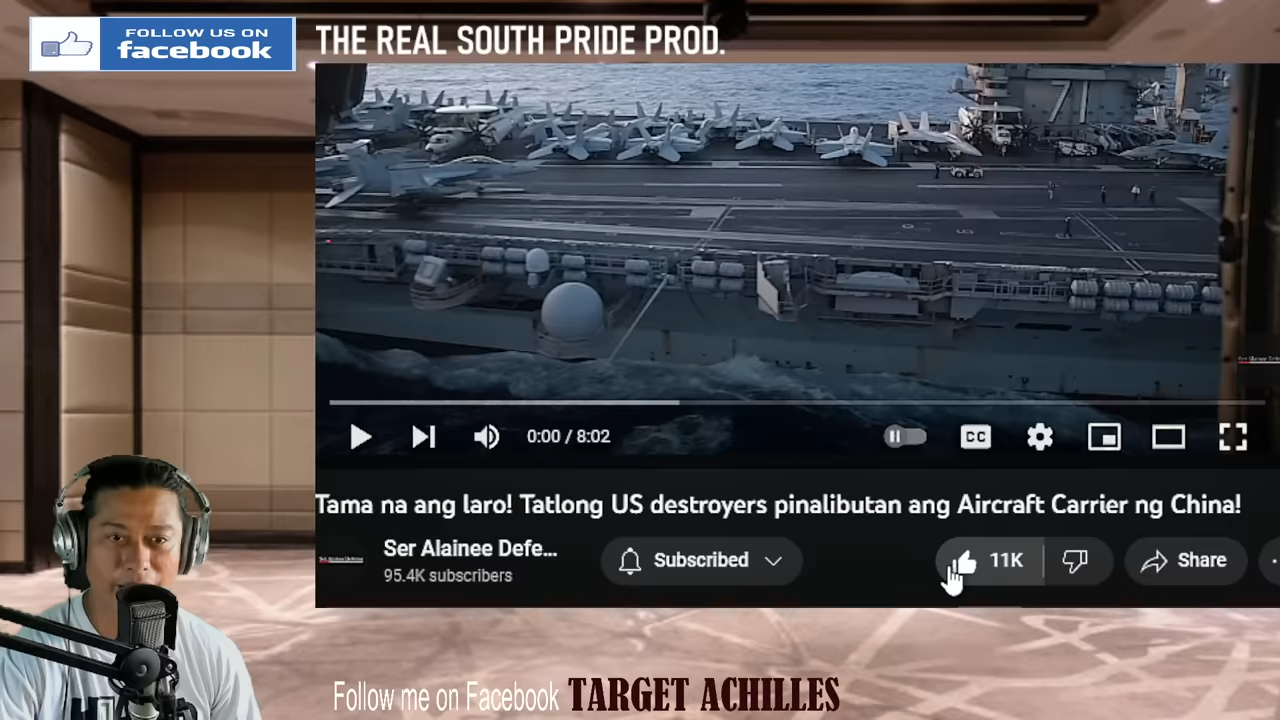 FOLLOW US ON
facebook
THE REAL SOUTH PRIDE PROD.
71
0:00 / 8:02
CC
Tama na ang laro! Tatlong US destroyers pinalibutan ang Aircraft Carrier ng China!
Ser Alainee Defe...
95.4K subscribers
Subscribed
11K
Share
Follow me on Facebook TARGET ACHILLES